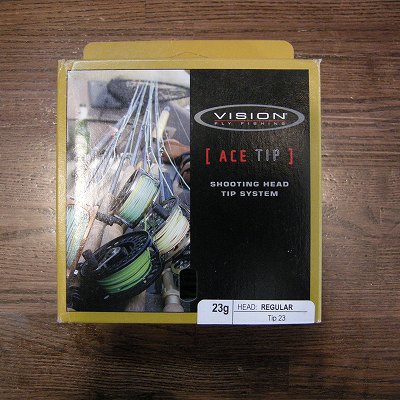 VISION®
FLY FISHING
[ ACE TIP ]
SHOOTING HEAD
TIP SYSTEM
23g HEAD: REGULAR
Tip 23